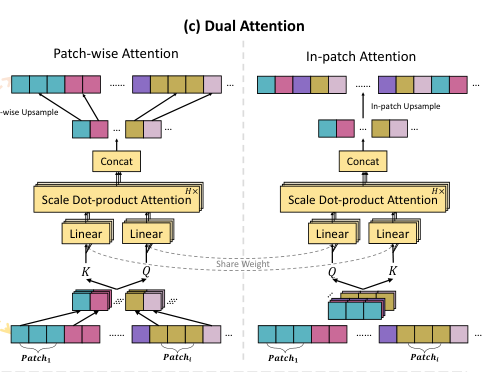 (c) Dual Attention
Patch-wise Attention
-wise Upsample
Concat
H×
Scale Dot-product Attention
Linear
Linear
K
Q
Patch₁
Patchᵢ
In-patch Attention
In-patch Upsample
Concat
H×
Scale Dot-product Attention
Linear
Linear
Share Weight
Q
K
Patch₁
Patchᵢ